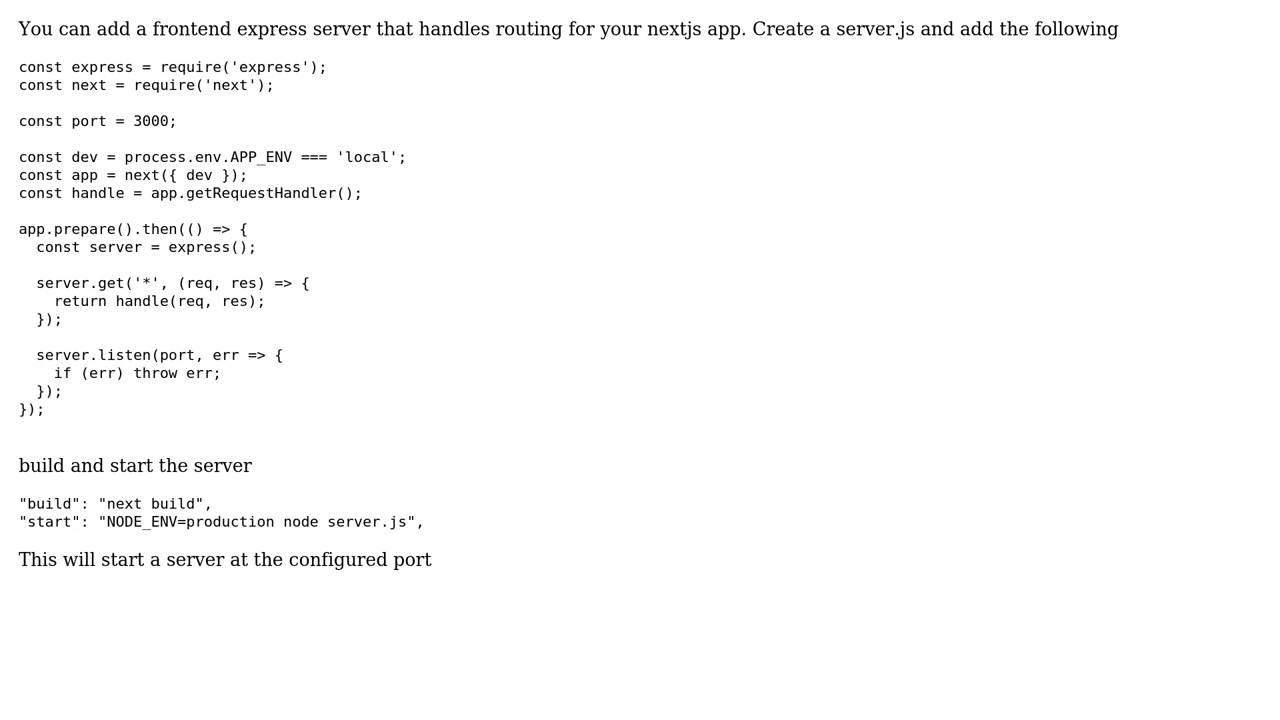 You can add a frontend express server that handles routing for your nextjs app. Create a server.js and add the following
const express = require('express');
const next = require('next');

const port = 3000;

const dev = process.env.APP_ENV === 'local';
const app = next({ dev });
const handle = app.getRequestHandler();

app.prepare().then(() => {
  const server = express();

  server.get('*', (req, res) => {
    return handle(req, res);
  });

  server.listen(port, err => {
    if (err) throw err;
  });
});

build and start the server
"build": "next build",
"start": "NODE_ENV=production node server.js",
This will start a server at the configured port